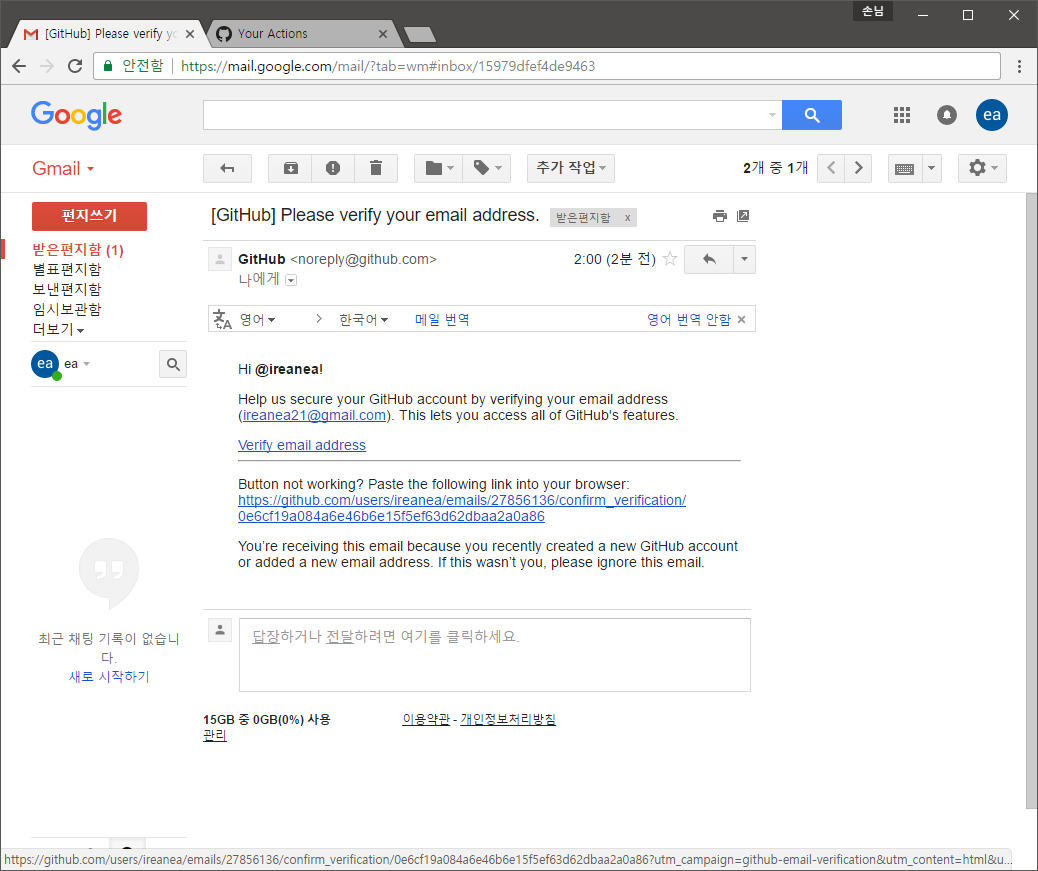 손님
[GitHub] Please verify yo
Your Actions
안전함
https://mail.google.com/mail/?tab=wm#inbox/15979dfef4de9463
Google
ea
Gmail
추가 작업
2개 중 1개
편지쓰기
받은편지함 (1)
별표편지함
보낸편지함
임시보관함
더보기
ea
ea
최근 채팅 기록이 없습니
다.
새로 시작하기
[GitHub] Please verify your email address.
받은편지함 x
GitHub <noreply@github.com>
2:00 (2분 전)
나에게
영어
한국어
메일 번역
영어 번역 안함
Hi @ireanea!
Help us secure your GitHub account by verifying your email address
(ireanea21@gmail.com). This lets you access all of GitHub's features.
Verify email address
Button not working? Paste the following link into your browser:
https://github.com/users/ireanea/emails/27856136/confirm_verification/
0e6cf19a084a6e46b6e15f5ef63d62dbaa2a0a86
You’re receiving this email because you recently created a new GitHub account
or added a new email address. If this wasn’t you, please ignore this email.
답장하거나 전달하려면 여기를 클릭하세요.
15GB 중 0GB(0%) 사용
관리
이용약관 - 개인정보처리방침
https://github.com/users/ireanea/emails/27856136/confirm_verification/0e6cf19a084a6e46b6e15f5ef63d62dbaa2a0a86?utm_campaign=github-email-verification&utm_content=html&u...